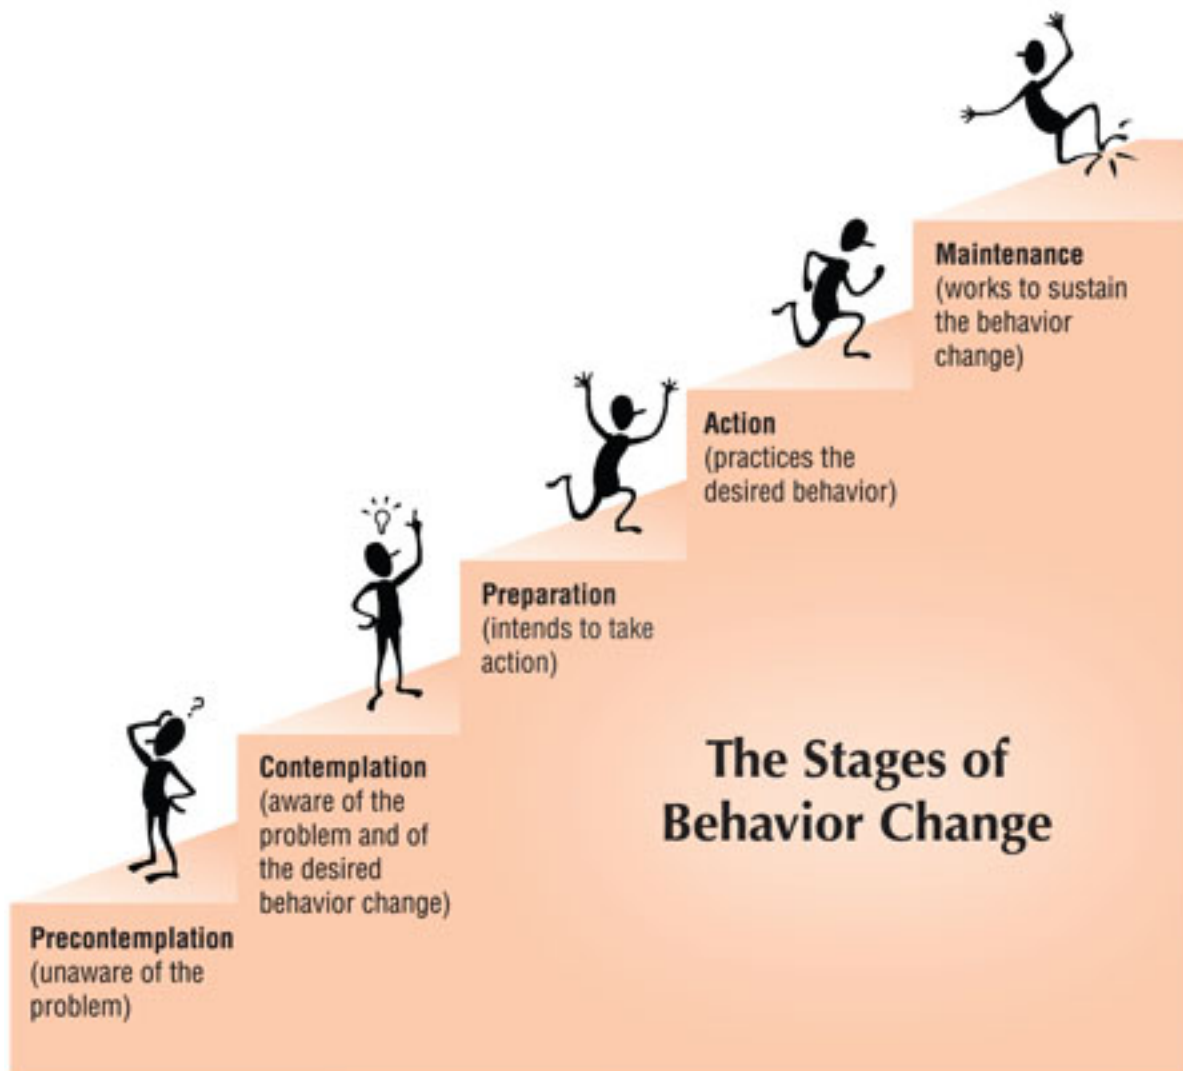 Maintenance
(works to sustain
the behavior
change)
Action
(practices the
desired behavior)
Preparation
(intends to take
action)
Contemplation
(aware of the
problem and of
the desired
behavior change)
Precontemplation
(unaware of the
problem)
?
The Stages of
Behavior Change